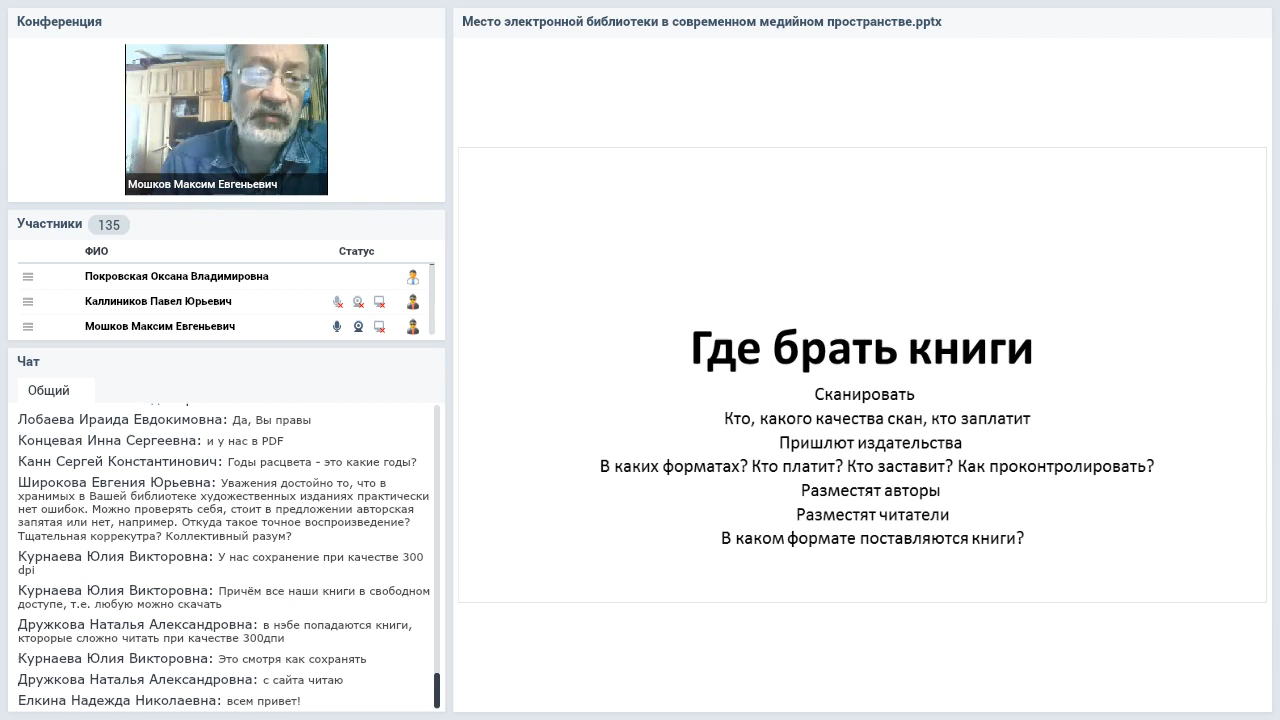 Конференция
Мошков Максим Евгеньевич
Участники 135
ФИО Статус
Покровская Оксана Владимировна
Каллиников Павел Юрьевич
Мошков Максим Евгеньевич
Чат
Общий
Лобаева Ираида Евдокимовна: Да, Вы правы
Концевая Инна Сергеевна: и у нас в PDF
Канн Сергей Константинович: Годы расцвета - это какие годы?
Широкова Евгения Юрьевна: Уважения достойно то, что в
хранимых в Вашей библиотеке художественных изданиях практически
нет ошибок. Можно проверять себя, стоит в предложении авторская
запятая или нет, например. Откуда такое точное воспроизведение?
Тщательная коррекутра? Коллективный разум?
Курнаева Юлия Викторовна: У нас сохранение при качестве 300
dpi
Курнаева Юлия Викторовна: Причём все наши книги в свободном
доступе, т.е. любую можно скачать
Дружкова Наталья Александровна: в нэбе попадаются книги,
кторорые сложно читать при качестве 300дпи
Курнаева Юлия Викторовна: Это смотря как сохранять
Дружкова Наталья Александровна: с сайта читаю
Елкина Надежда Николаевна: всем привет!
Место электронной библиотеки в современном медийном пространстве.pptx
Где брать книги
Сканировать
Кто, какого качества скан, кто заплатит
Пришлют издательства
В каких форматах? Кто платит? Кто заставит? Как проконтролировать?
Разместят авторы
Разместят читатели
В каком формате поставляются книги?